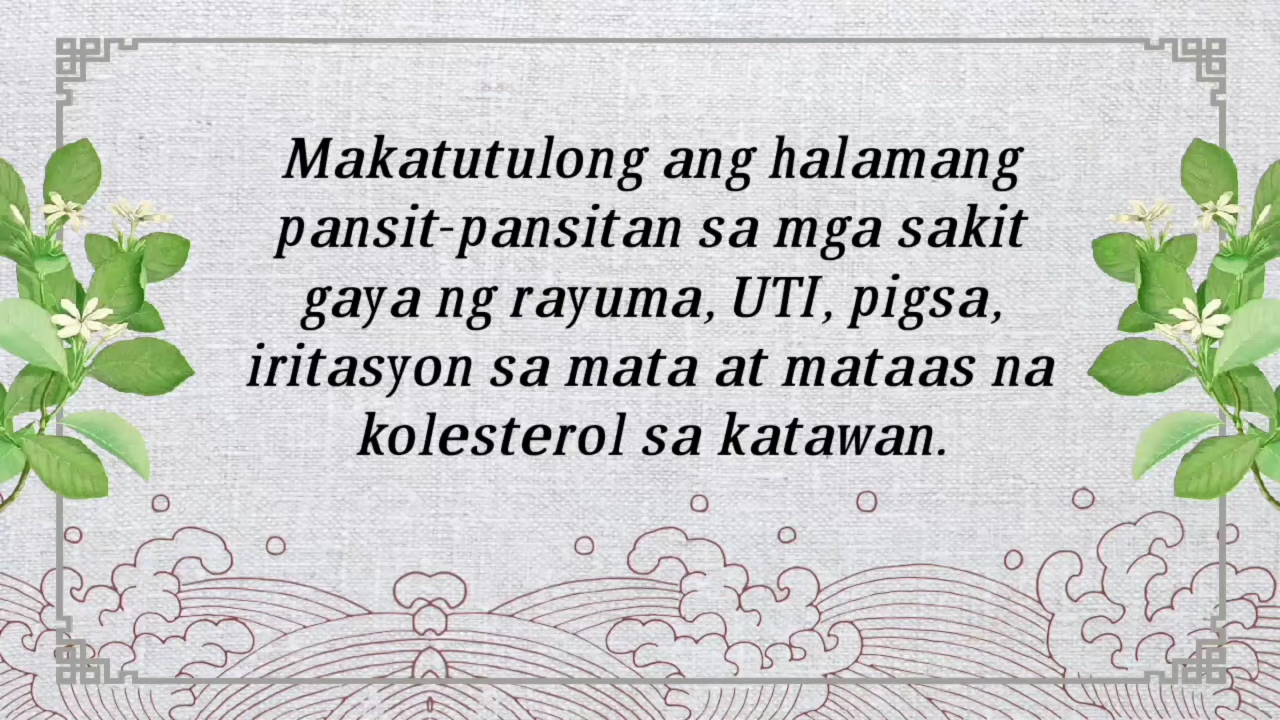 Makatutulong ang halamang
pansit-pansitan sa mga sakit
gaya ng rayuma, UTI, pigsa,
iritasyon sa mata at mataas na
kolesterol sa katawan.